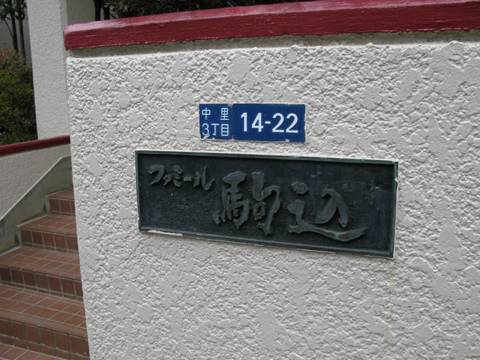 中里
3丁目 14-22
ファミール 駒込